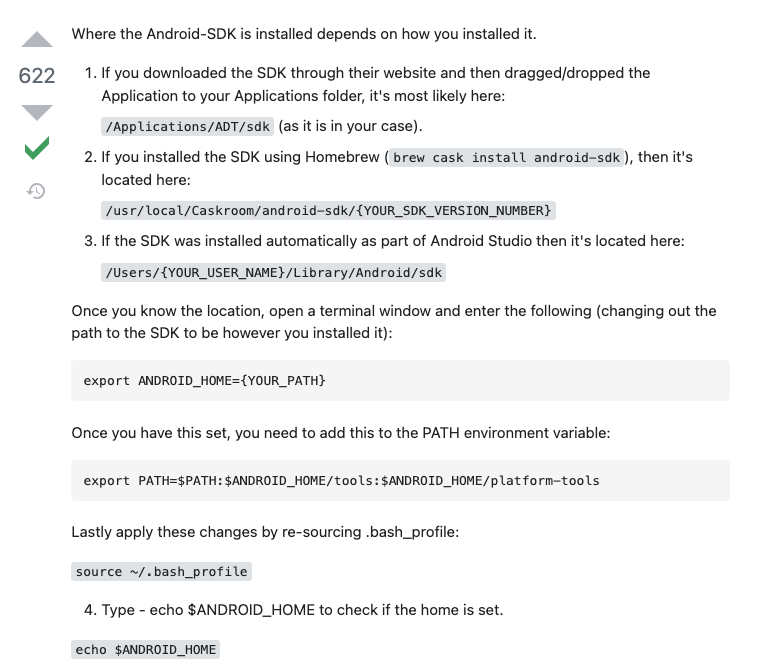 Where the Android-SDK is installed depends on how you installed it.
622
1. If you downloaded the SDK through their website and then dragged/dropped the
Application to your Applications folder, it's most likely here:
/Applications/ADT/sdk (as it is in your case).
2. If you installed the SDK using Homebrew ( brew cask install android-sdk ), then it's
located here:
/usr/local/Caskroom/android-sdk/{YOUR_SDK_VERSION_NUMBER}
3. If the SDK was installed automatically as part of Android Studio then it's located here:
/Users/{YOUR_USER_NAME}/Library/Android/sdk
Once you know the location, open a terminal window and enter the following (changing out the
path to the SDK to be however you installed it):
export ANDROID_HOME={YOUR_PATH}
Once you have this set, you need to add this to the PATH environment variable:
export PATH=$PATH:$ANDROID_HOME/tools:$ANDROID_HOME/platform-tools
Lastly apply these changes by re-sourcing .bash_profile:
source ~/.bash_profile
4. Type - echo $ANDROID_HOME to check if the home is set.
echo $ANDROID_HOME